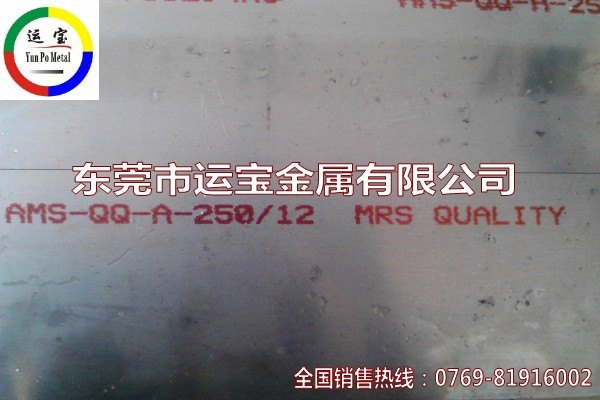 AMS-QQ-A-25
运宝
Yun Po Metal
东莞市运宝金属有限公司
AMS-QQ-A-250/12 MRS QUALITY
全国销售热线：0769-81916002